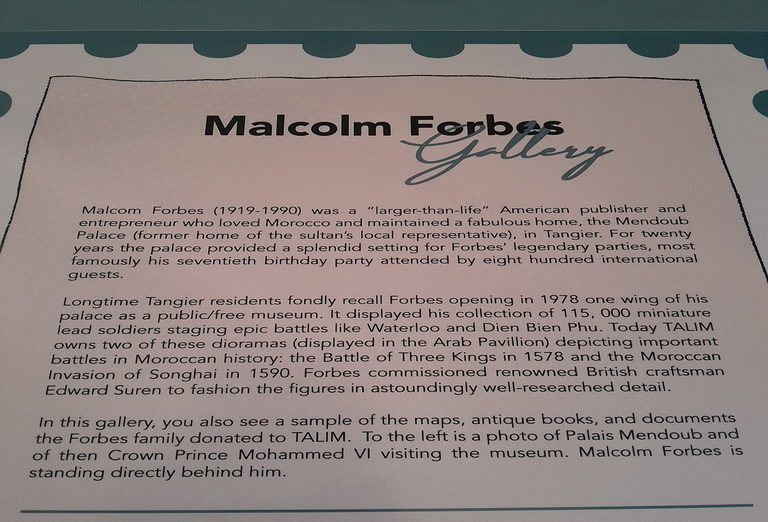 Malcolm Forbes
Gallery
Malcom Forbes (1919-1990) was a "larger-than-life" American publisher and
entrepreneur who loved Morocco and maintained a fabulous home, the Mendoub
Palace (former home of the sultan's local representative), in Tangier. For twenty
years the palace provided a splendid setting for Forbes' legendary parties, most
famously his seventieth birthday party attended by eight hundred international
guests.
Longtime Tangier residents fondly recall Forbes opening in 1978 one wing of his
palace as a public/free museum. It displayed his collection of 115, 000 miniature
lead soldiers staging epic battles like Waterloo and Dien Bien Phu. Today TALIM
owns two of these dioramas (displayed in the Arab Pavillion) depicting important
battles in Moroccan history: the Battle of Three Kings in 1578 and the Moroccan
Invasion of Songhai in 1590. Forbes commissioned renowned British craftsman
Edward Suren to fashion the figures in astoundingly well-researched detail.
In this gallery, you also see a sample of the maps, antique books, and documents
the Forbes family donated to TALIM. To the left is a photo of Palais Mendoub and
of then Crown Prince Mohammed VI visiting the museum. Malcolm Forbes is
standing directly behind him.